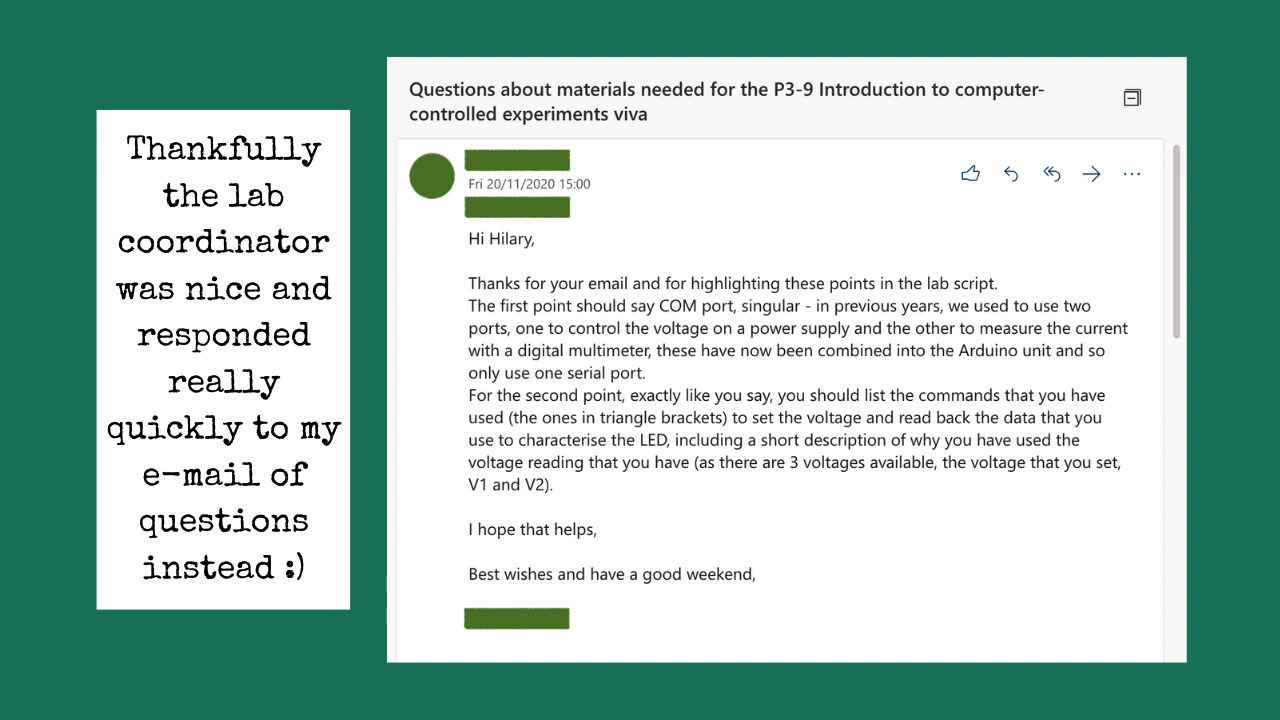 Thankfully
the lab
coordinator
was nice and
responded
really
quickly to my
e-mail of
questions
instead :)
Questions about materials needed for the P3-9 Introduction to computer-
controlled experiments viva
Fri 20/11/2020 15:00
Hi Hilary,
Thanks for your email and for highlighting these points in the lab script.
The first point should say COM port, singular - in previous years, we used to use two
ports, one to control the voltage on a power supply and the other to measure the current
with a digital multimeter, these have now been combined into the Arduino unit and so
only use one serial port.
For the second point, exactly like you say, you should list the commands that you have
used (the ones in triangle brackets) to set the voltage and read back the data that you
use to characterise the LED, including a short description of why you have used the
voltage reading that you have (as there are 3 voltages available, the voltage that you set,
V1 and V2).
I hope that helps,
Best wishes and have a good weekend,